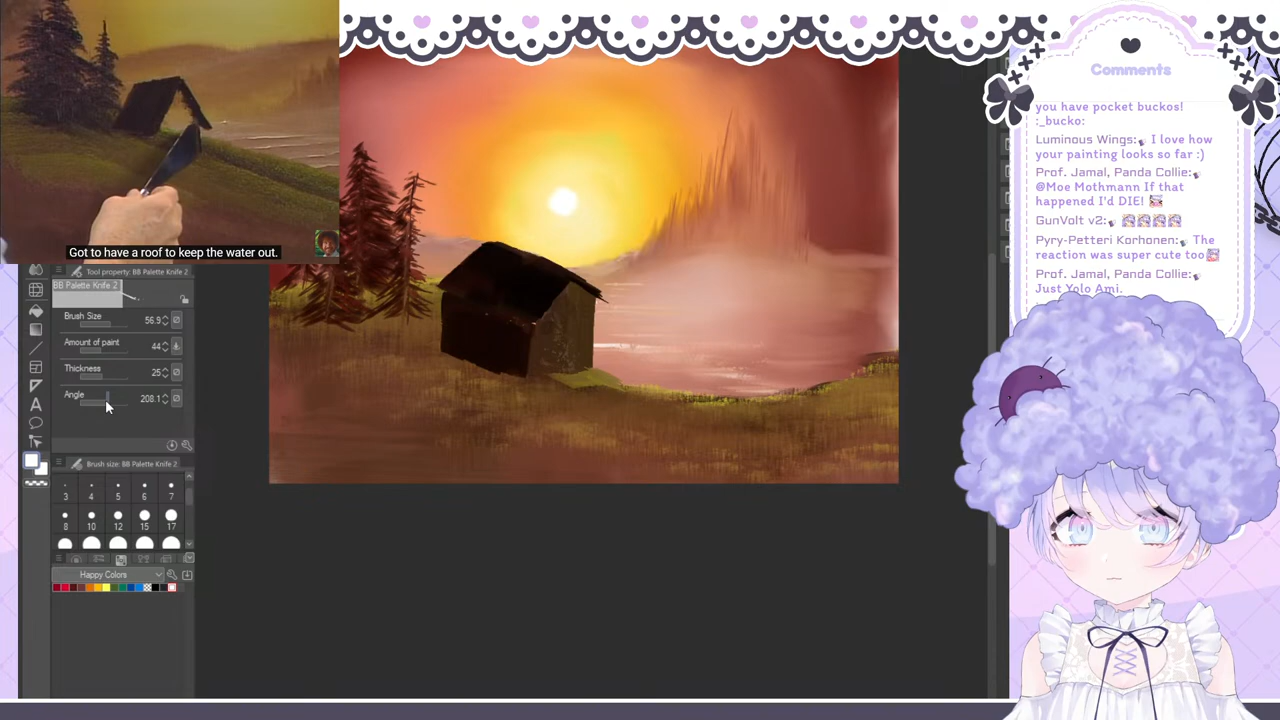 Got to have a roof to keep the water out.
Tool property: BB Palette Knife 2
BB Palette Knife 2
Brush Size
56.9
Amount of paint
44
Thickness
25
Angle
208.1
Brush size: BB Palette Knife 2
3 4 5 6 7
8 10 12 15 17
Happy Colors
Comments
you have pocket buckos!
:_bucko:
Luminous Wings: I love how
your painting looks so far :)
Prof. Jamal, Panda Collie:
@Moe Mothmann If that
happened I'd DIE!
GunVolt v2:
Pyry-Petteri Korhonen: The
reaction was super cute too
Prof. Jamal, Panda Collie:
Just Yolo Ami.